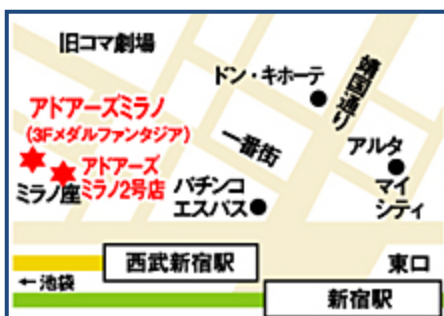 旧コマ劇場
ドン・キホーテ
靖国通り
アドアーズミラノ
(3Fメダルファンタジア)
一番街
アルタ
アドアーズ
ミラノ2号店
ミラノ座
パチンコ
エスパス
マイ
シティ
西武新宿駅
東口
← 池袋
新宿駅